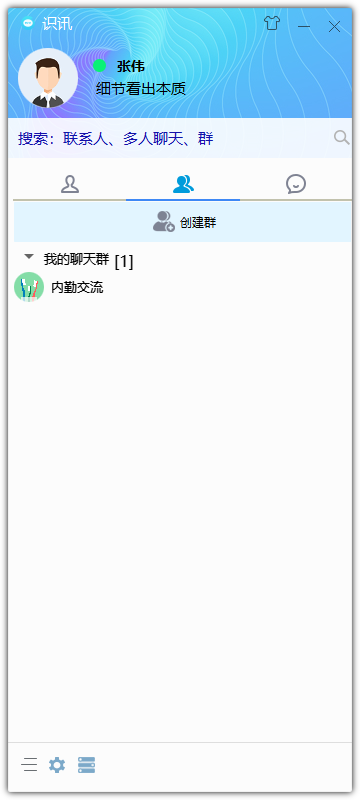 识讯
张伟
细节看出本质
搜索：联系人、多人聊天、群
创建群
我的聊天群 [1]
内勤交流